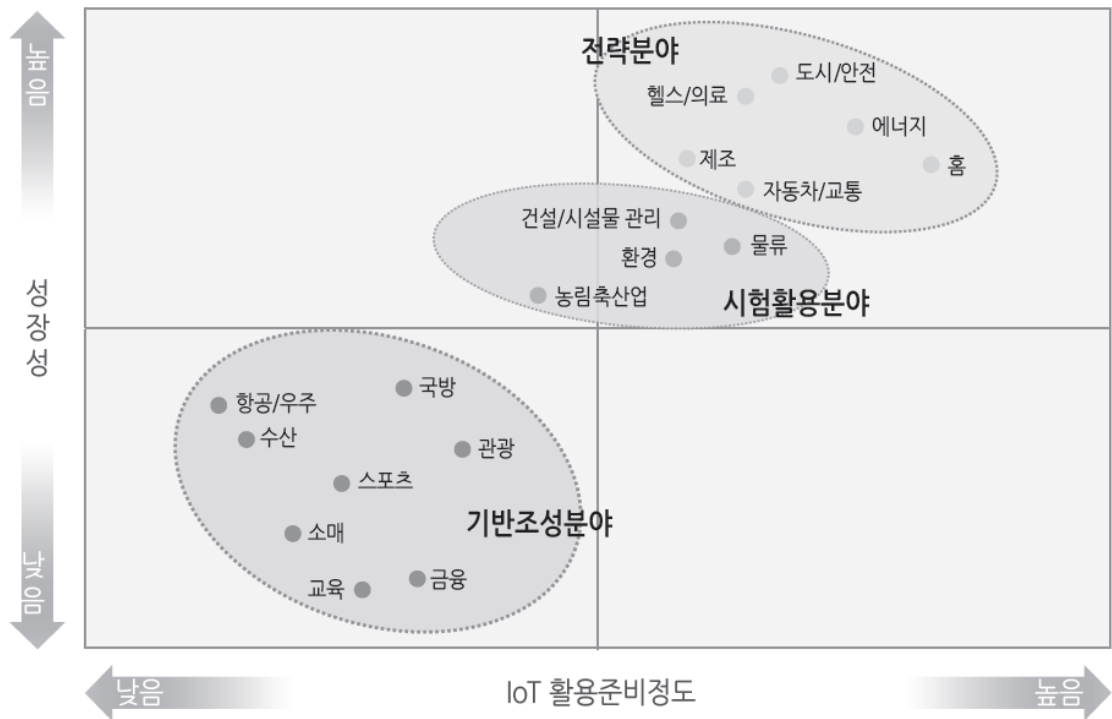 높음
전략분야
도시/안전
헬스/의료
에너지
제조
홈
자동차/교통
건설/시설물 관리
물류
환경
농림축산업
시험활용분야
성장성
국방
항공/우주
수산
관광
스포츠
기반조성분야
소매
금융
교육
낮음
낮음
IoT 활용준비정도
높음